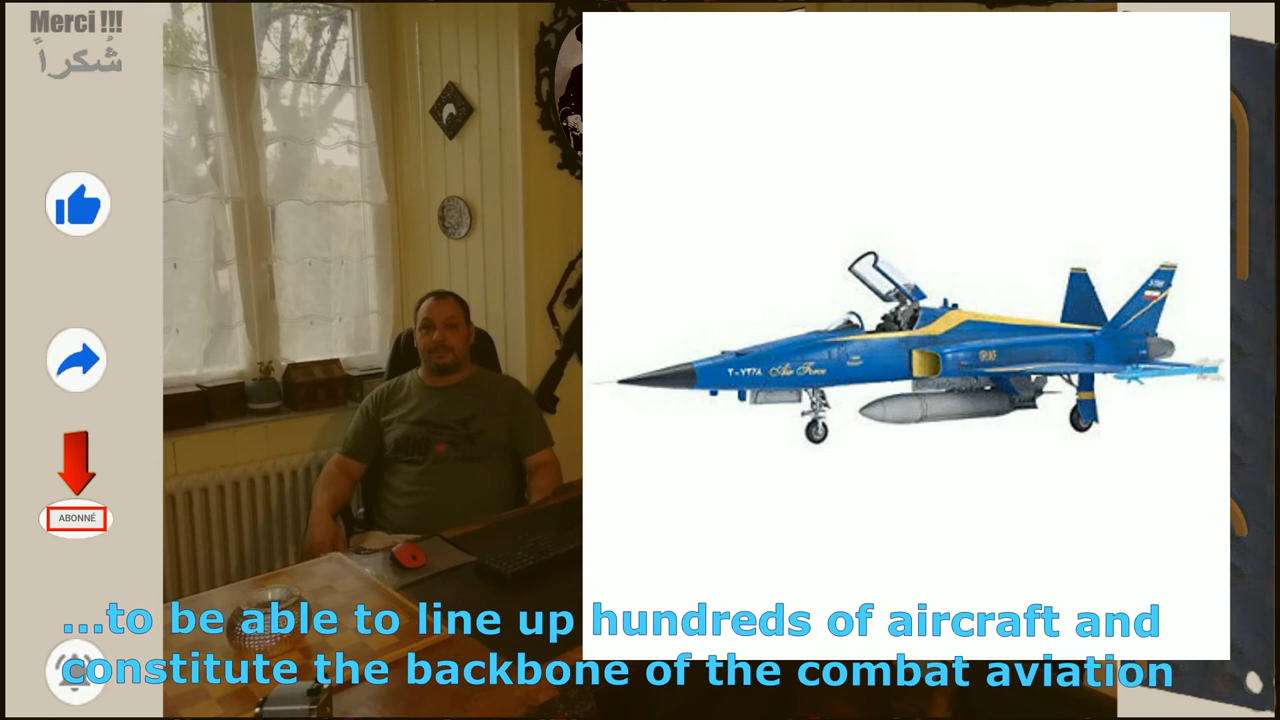 Merci !!!
شُكراً
ABONNÉ
Air Force
...to be able to line up hundreds of aircraft and
constitute the backbone of the combat aviation